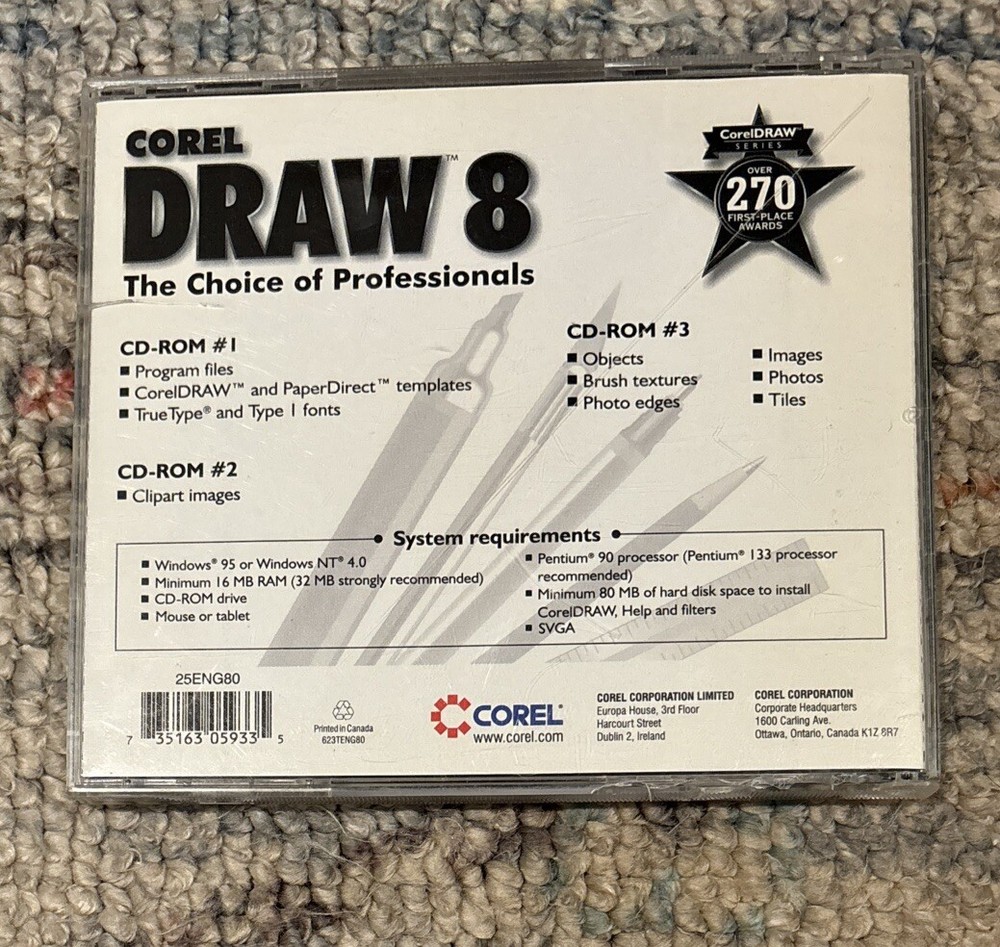 COREL
DRAW™ 8
The Choice of Professionals
CorelDRAW™
SERIES
OVER
270
FIRST-PLACE
AWARDS
CD-ROM #1
■ Program files
■ CorelDRAW™ and PaperDirect™ templates
■ TrueType® and Type 1 fonts
CD-ROM #2
■ Clipart images
CD-ROM #3
■ Objects
■ Brush textures
■ Photo edges
■ Images
■ Photos
■ Tiles
System requirements
■ Windows® 95 or Windows NT® 4.0
■ Minimum 16 MB RAM (32 MB strongly recommended)
■ CD-ROM drive
■ Mouse or tablet
■ Pentium® 90 processor (Pentium® 133 processor
recommended)
■ Minimum 80 MB of hard disk space to install
CorelDRAW, Help and filters
■ SVGA
25ENG80
7 35163 05933 5
Printed in Canada
623TENG80
COREL®
www.corel.com
COREL CORPORATION LIMITED
Europa House, 3rd Floor
Harcourt Street
Dublin 2, Ireland
COREL CORPORATION
Corporate Headquarters
1600 Carling Ave.
Ottawa, Ontario, Canada K1Z 8R7